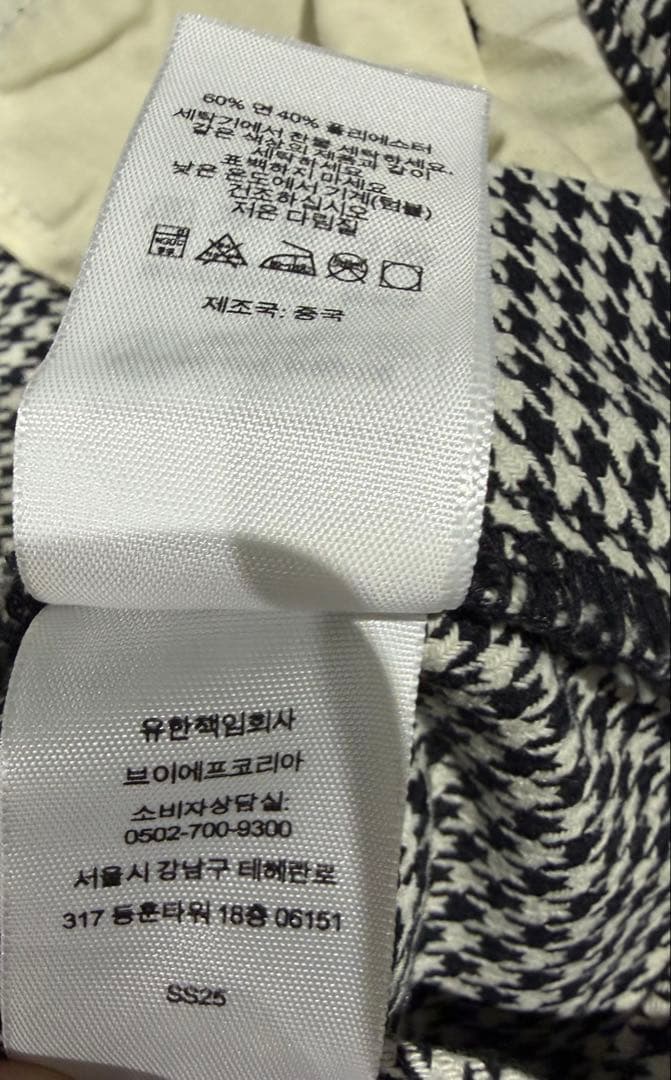 60% 면 40% 폴리에스터
세탁기에서 찬물 세탁하세요.
같은 색상의 제품과 같이
세탁하세요
표백하지 마세요
낮은 온도에서 기계(텀블)
건조하십시오
저온 다림질
제조국: 중국
유한책임회사
브이에프코리아
소비자상담실:
0502-700-9300
서울시 강남구 테헤란로
317 동훈타워 18층 06151
SS25